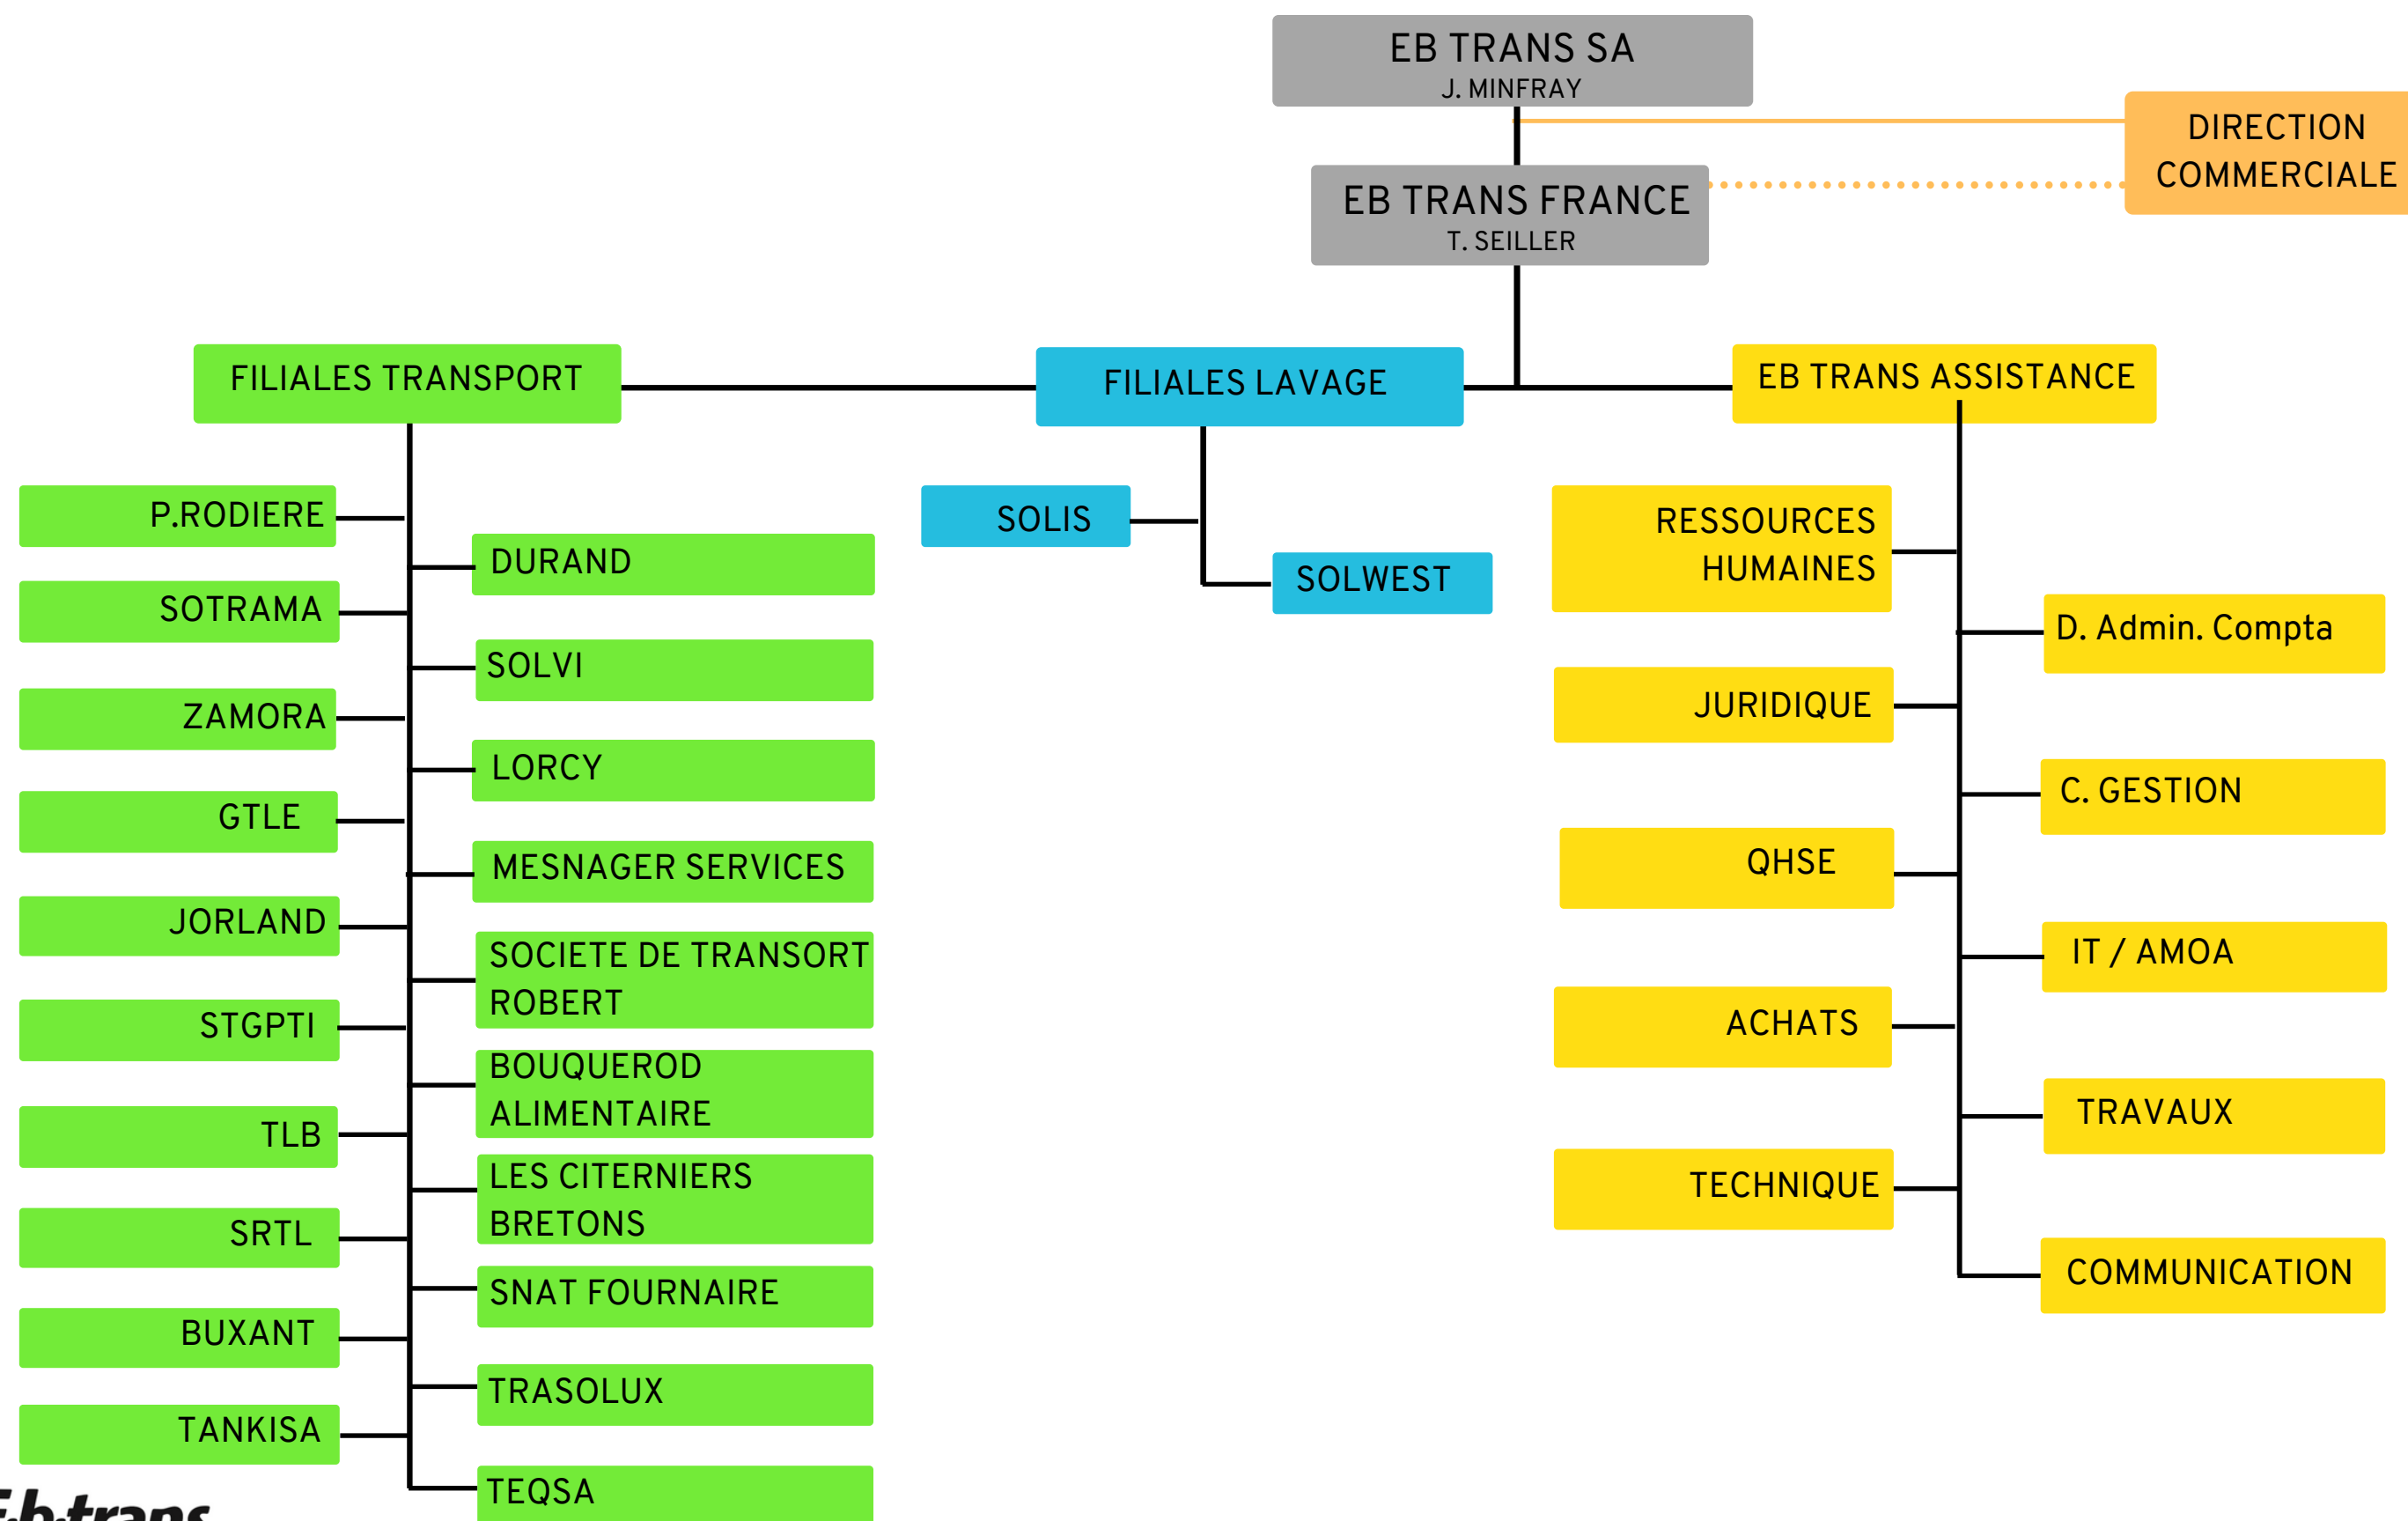 EB TRANS SA
J. MINFRAY
DIRECTION
COMMERCIALE
EB TRANS FRANCE
T. SEILLER
FILIALES TRANSPORT
FILIALES LAVAGE
EB TRANS ASSISTANCE
P.RODIERE
SOTRAMA
ZAMORA
GTLE
JORLAND
STGPTI
TLB
SRTL
BUXANT
TANKISA
DURAND
SOLVI
LORCY
MESNAGER SERVICES
SOCIETE DE TRANSORT
ROBERT
BOUQUEROD
ALIMENTAIRE
LES CITERNIERS
BRETONS
SNAT FOURNAIRE
TRASOLUX
TEQSA
SOLIS
SOLWEST
RESSOURCES
HUMAINES
JURIDIQUE
QHSE
ACHATS
TECHNIQUE
D. Admin. Compta
C. GESTION
IT / AMOA
TRAVAUX
COMMUNICATION
E·b·trans